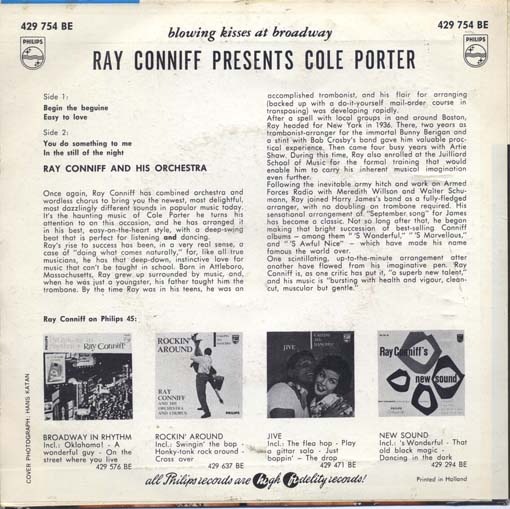 blowing kisses at broadway
429 754 BE
429 754 BE
PHILIPS
PHILIPS
RAY CONNIFF PRESENTS COLE PORTER
Side 1:
Begin the beguine
Easy to love
Side 2:
You do something to me
In the still of the night
RAY CONNIFF AND HIS ORCHESTRA
Once again, Ray Conniff has combined orchestra and
wordless chorus to bring you the newest, most delightful,
most dazzlingly different sounds in popular music today.
It's the haunting music of Cole Porter he turns his
attention to on this occasion, and he has arranged it
in his best, easy-on-the-heart style, with a deep-swung
beat that is perfect for listening and dancing.
Ray's rise to success has been, in a very real sense, a
case of "doing what comes naturally," for, like all true
musicians, he has that deep-down, instinctive love for
music that can't be taught in school. Born in Attleboro,
Massachusetts, Ray grew up surrounded by music, and,
when he was just a youngster, his father taught him the
trombone. By the time Ray was in his teens, he was an
accomplished trombonist, and his flair for arranging
(backed up with a do-it-yourself mail-order course in
transposing) was developing rapidly.
After a spell with local groups in and around Boston,
Ray headed for New York in 1936. There, two years as
trombonist-arranger for the immortal Bunny Berigan and
a stint with Bob Crosby's band gave him valuable prac-
tical experience. Then came four busy years with Artie
Shaw. During this time, Ray also enrolled at the Juilliard
School of Music for the formal training that would
enable him to carry his inherent musical imagination
even further.
Following the inevitable army hitch and work on Armed
Forces Radio with Meredith Willson and Walter Schu-
mann, Ray joined Harry James's band as a fully-fledged
arranger, with no doubling on trombone required. His
sensational arrangement of "September song" for James
has become a classic. Not so long after that, he began
making that bright succession of best-selling Conniff
albums – among them "'S Wonderful," "'S Marvellous,"
and "'S Awful Nice" – which have made his name
famous the world over.
One scintillating, up-to-the-minute arrangement after
another have flowed from his imaginative pen. 'Ray
Conniff is, as one critic has put it, "a superb new talent,"
and his music is "bursting with health and vigour, clean-
cut, muscular but gentle."
Ray Conniff on Philips 45:
Ray Conniff
ROCKIN'
AROUND
RAY
CONNIFF
AND HIS
ORCHESTRA
AND CHORUS
PHILIPS
JIVE
Ray Conniff's
new sound
BROADWAY IN RHYTHM
Incl.: Oklahoma! - A
wonderful guy - On the
street where you live
429 576 BE
ROCKIN' AROUND
Incl.: Swingin' the bop -
Honky-tonk rock around -
Cross over
429 637 BE
JIVE
Incl.: The flea hop - Play
a gittar solo - Just
boppin' - The drop
429 471 BE
NEW SOUND
Incl.: 's Wonderful - That
old black magic -
Dancing in the dark
429 294 BE
COVER PHOTOGRAPH: HANS KATAN
all Philips records are high fidelity records!
Printed in Holland